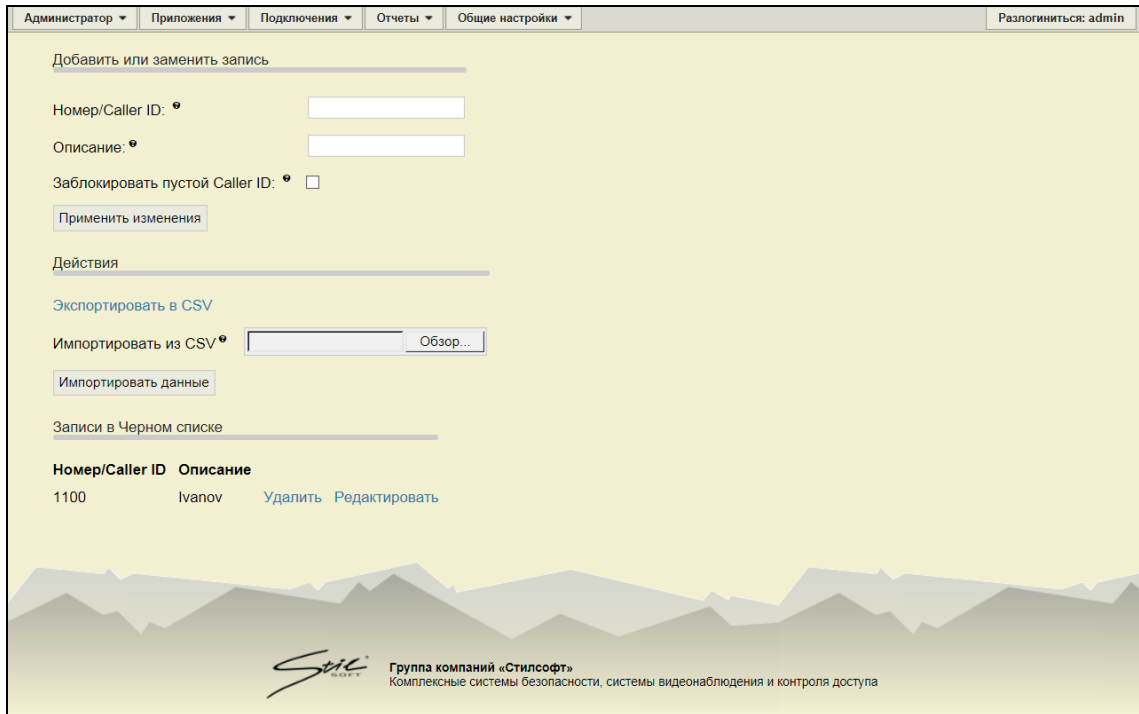 Администратор Приложения Подключения Отчеты Общие настройки Разлогиниться: admin
Добавить или заменить запись
Номер/Caller ID:
Описание:
Заблокировать пустой Caller ID:
Применить изменения
Действия
Экспортировать в CSV
Импортировать из CSV Обзор...
Импортировать данные
Записи в Черном списке
Номер/Caller ID Описание
1100 Ivanov Удалить Редактировать
Stil
SOFT
Группа компаний «Стилсофт»
Комплексные системы безопасности, системы видеонаблюдения и контроля доступа